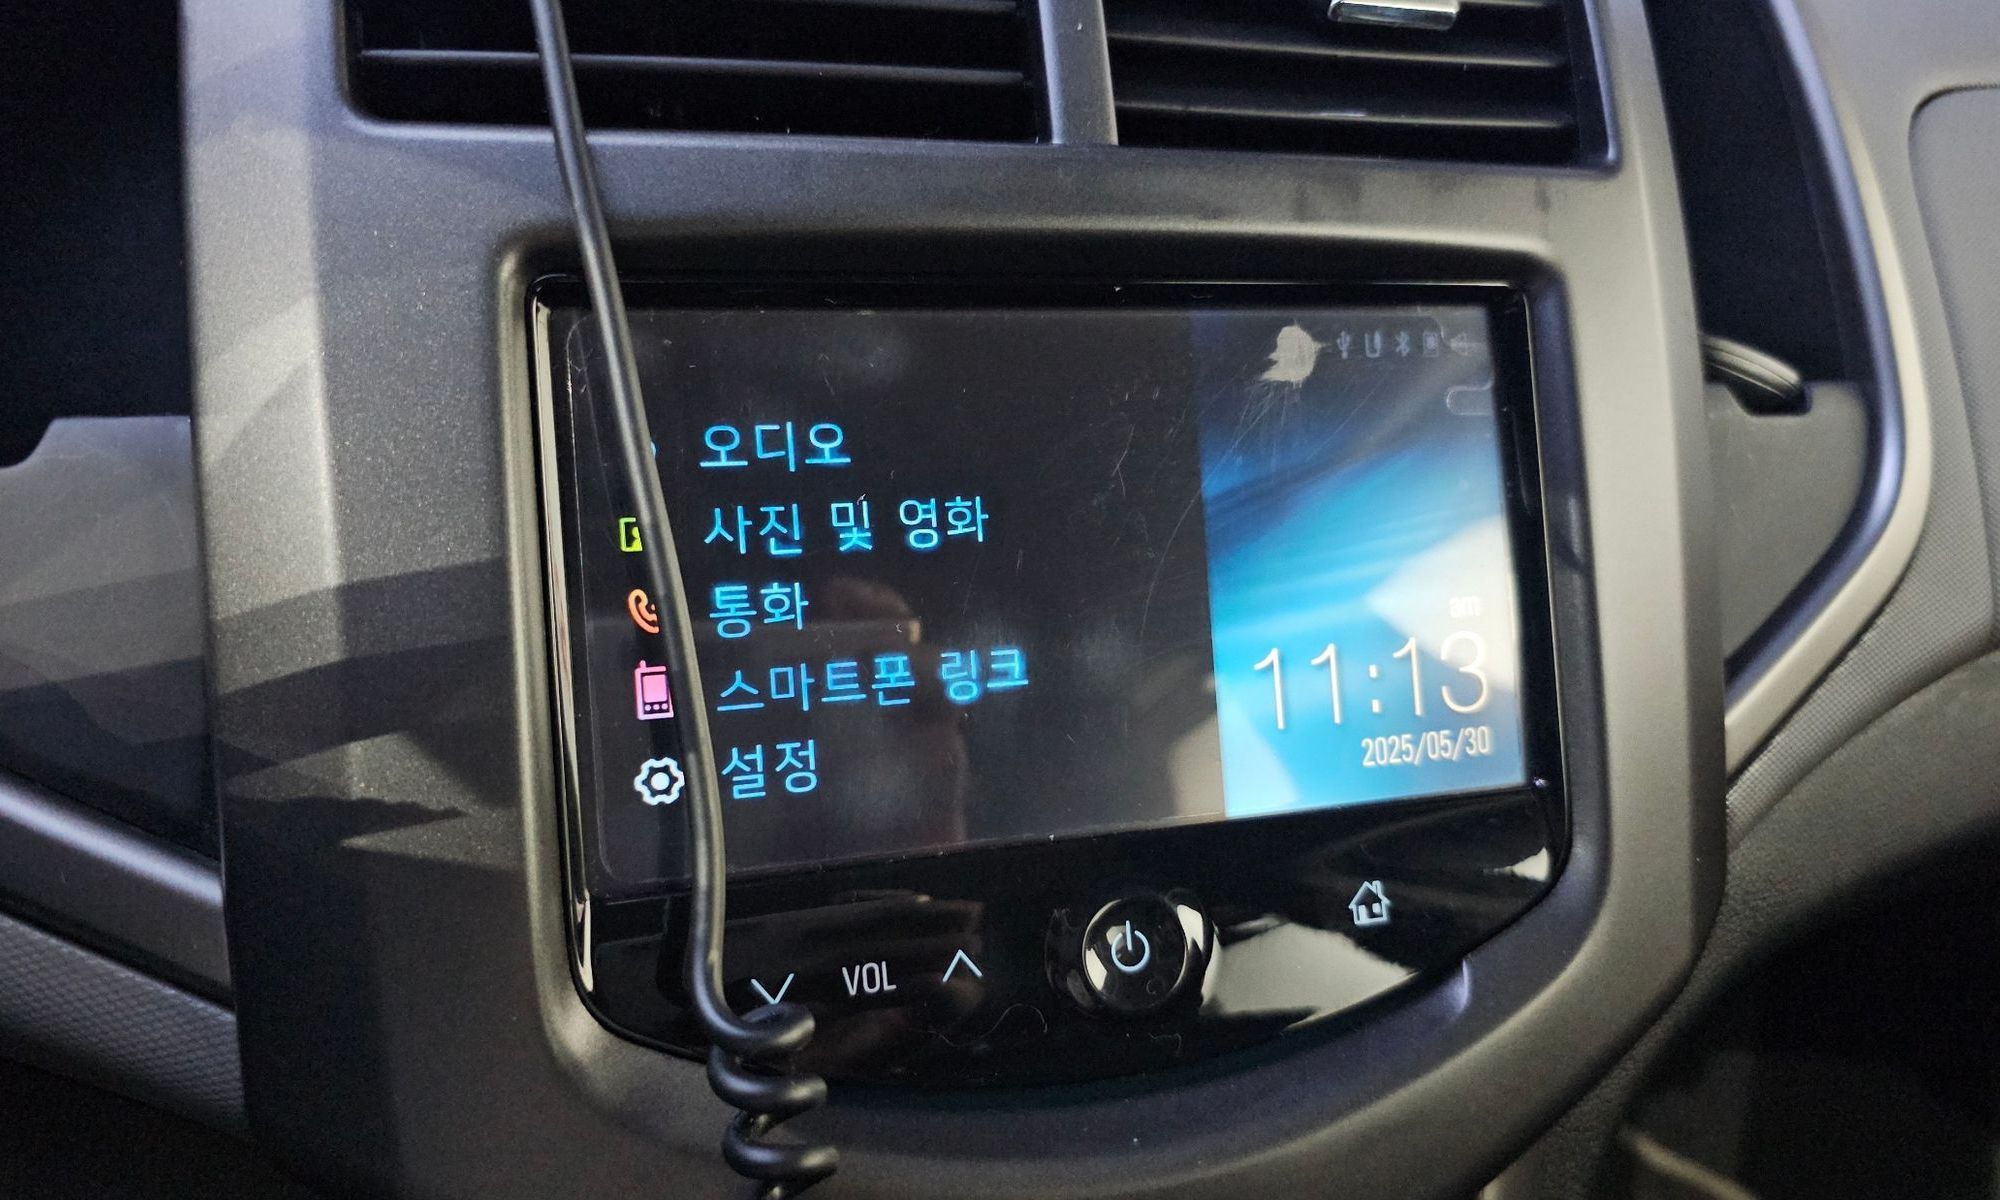 오디오
사진 및 영화
통화
스마트폰 링크
설정
am
11:13
2025/05/30
VOL